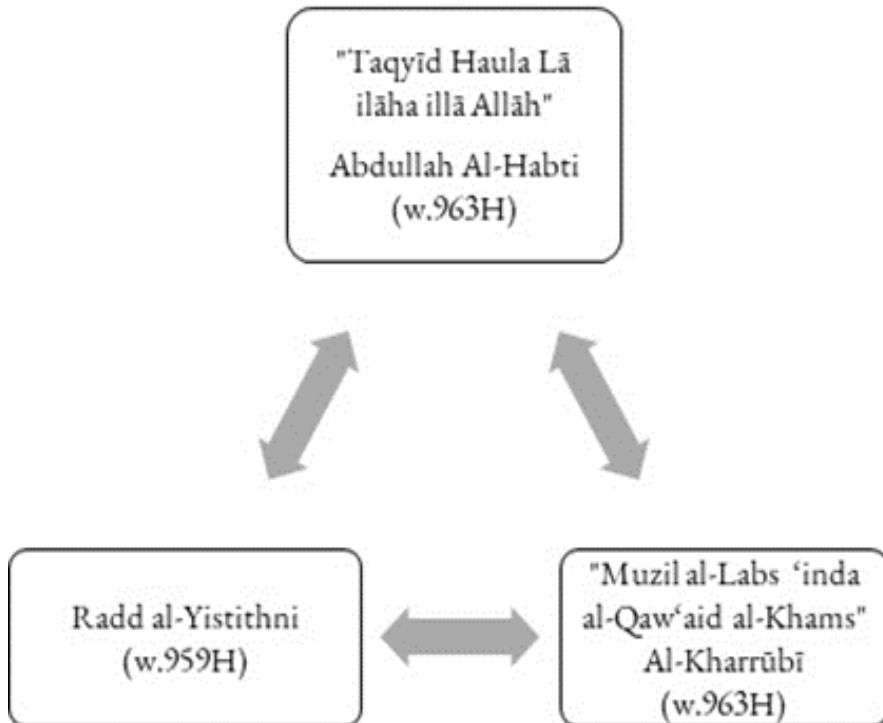 "Taqyīd Haula Lā
ilāha illā Allāh"
Abdullah Al-Habti
(w.963H)
Radd al-Yistithni
(w.959H)
"Muzil al-Labs ‘inda
al-Qaw‘aid al-Khams"
Al-Kharrūbī
(w.963H)